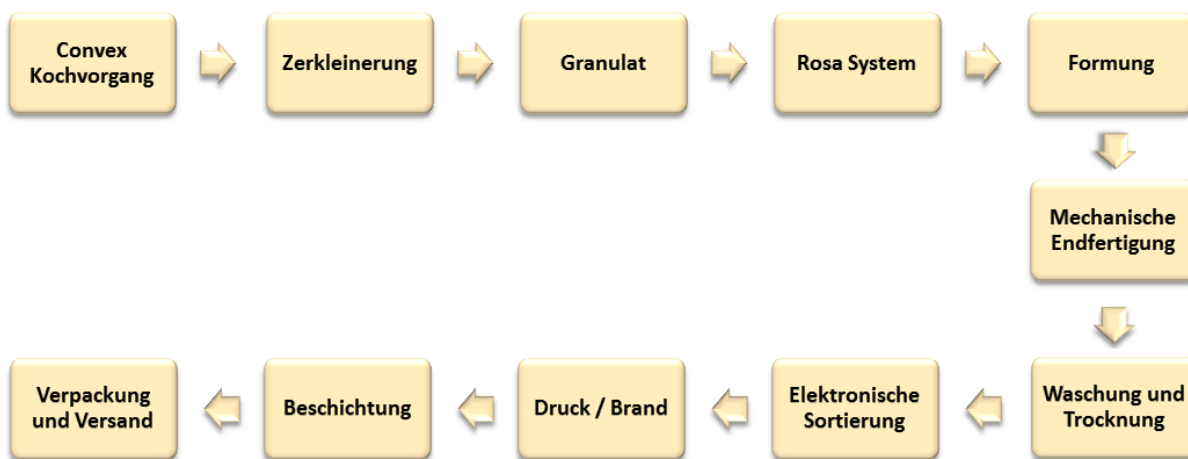 Convex
Kochvorgang
Zerkleinerung
Granulat
Rosa System
Formung
Mechanische
Endfertigung
Waschung und
Trocknung
Elektronische
Sortierung
Druck / Brand
Beschichtung
Verpackung
und Versand